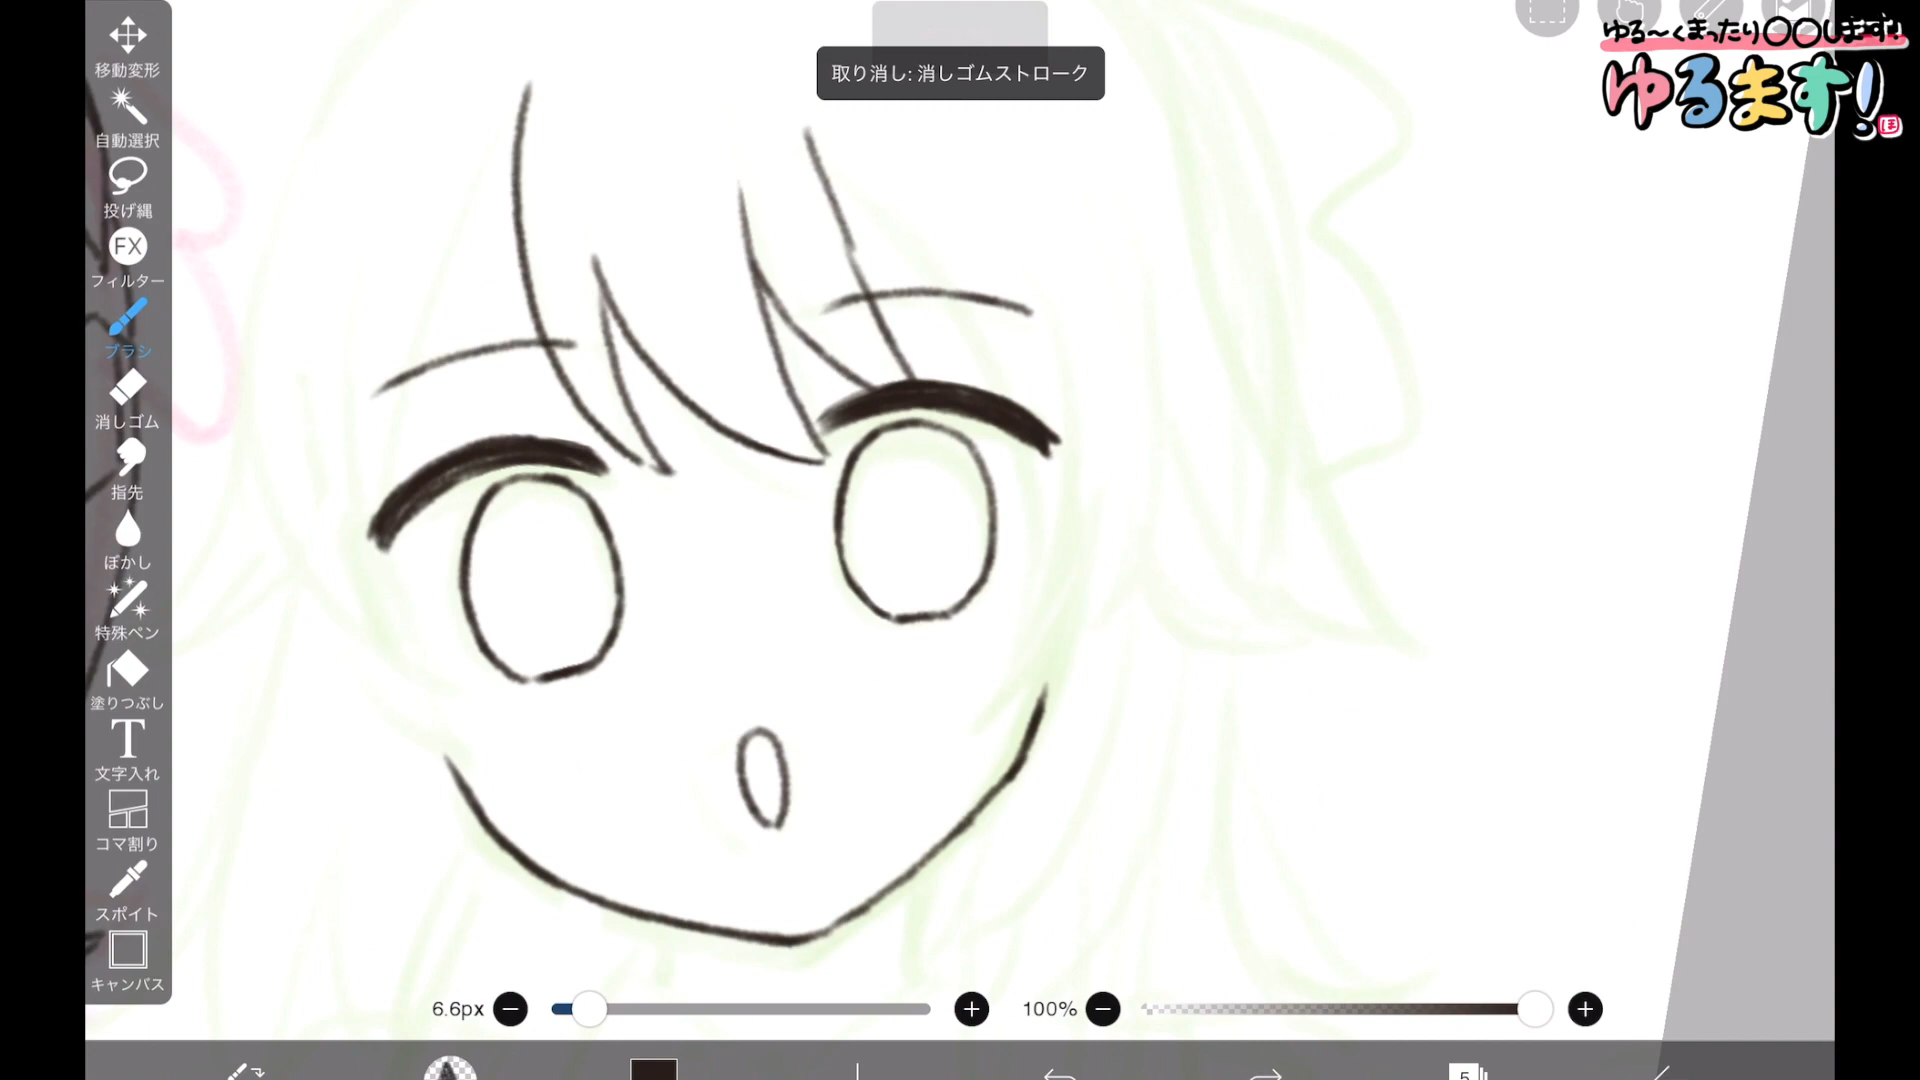 取り消し: 消しゴムストローク
ゆる〜くまったり〇〇します!
ゆるます!
ほ
移動変形
自動選択
投げ縄
FX
フィルター
ブラシ
消しゴム
指先
ぼかし
特殊ペン
塗りつぶし
T
文字入れ
コマ割り
スポイト
キャンバス
6.6px
100%
5